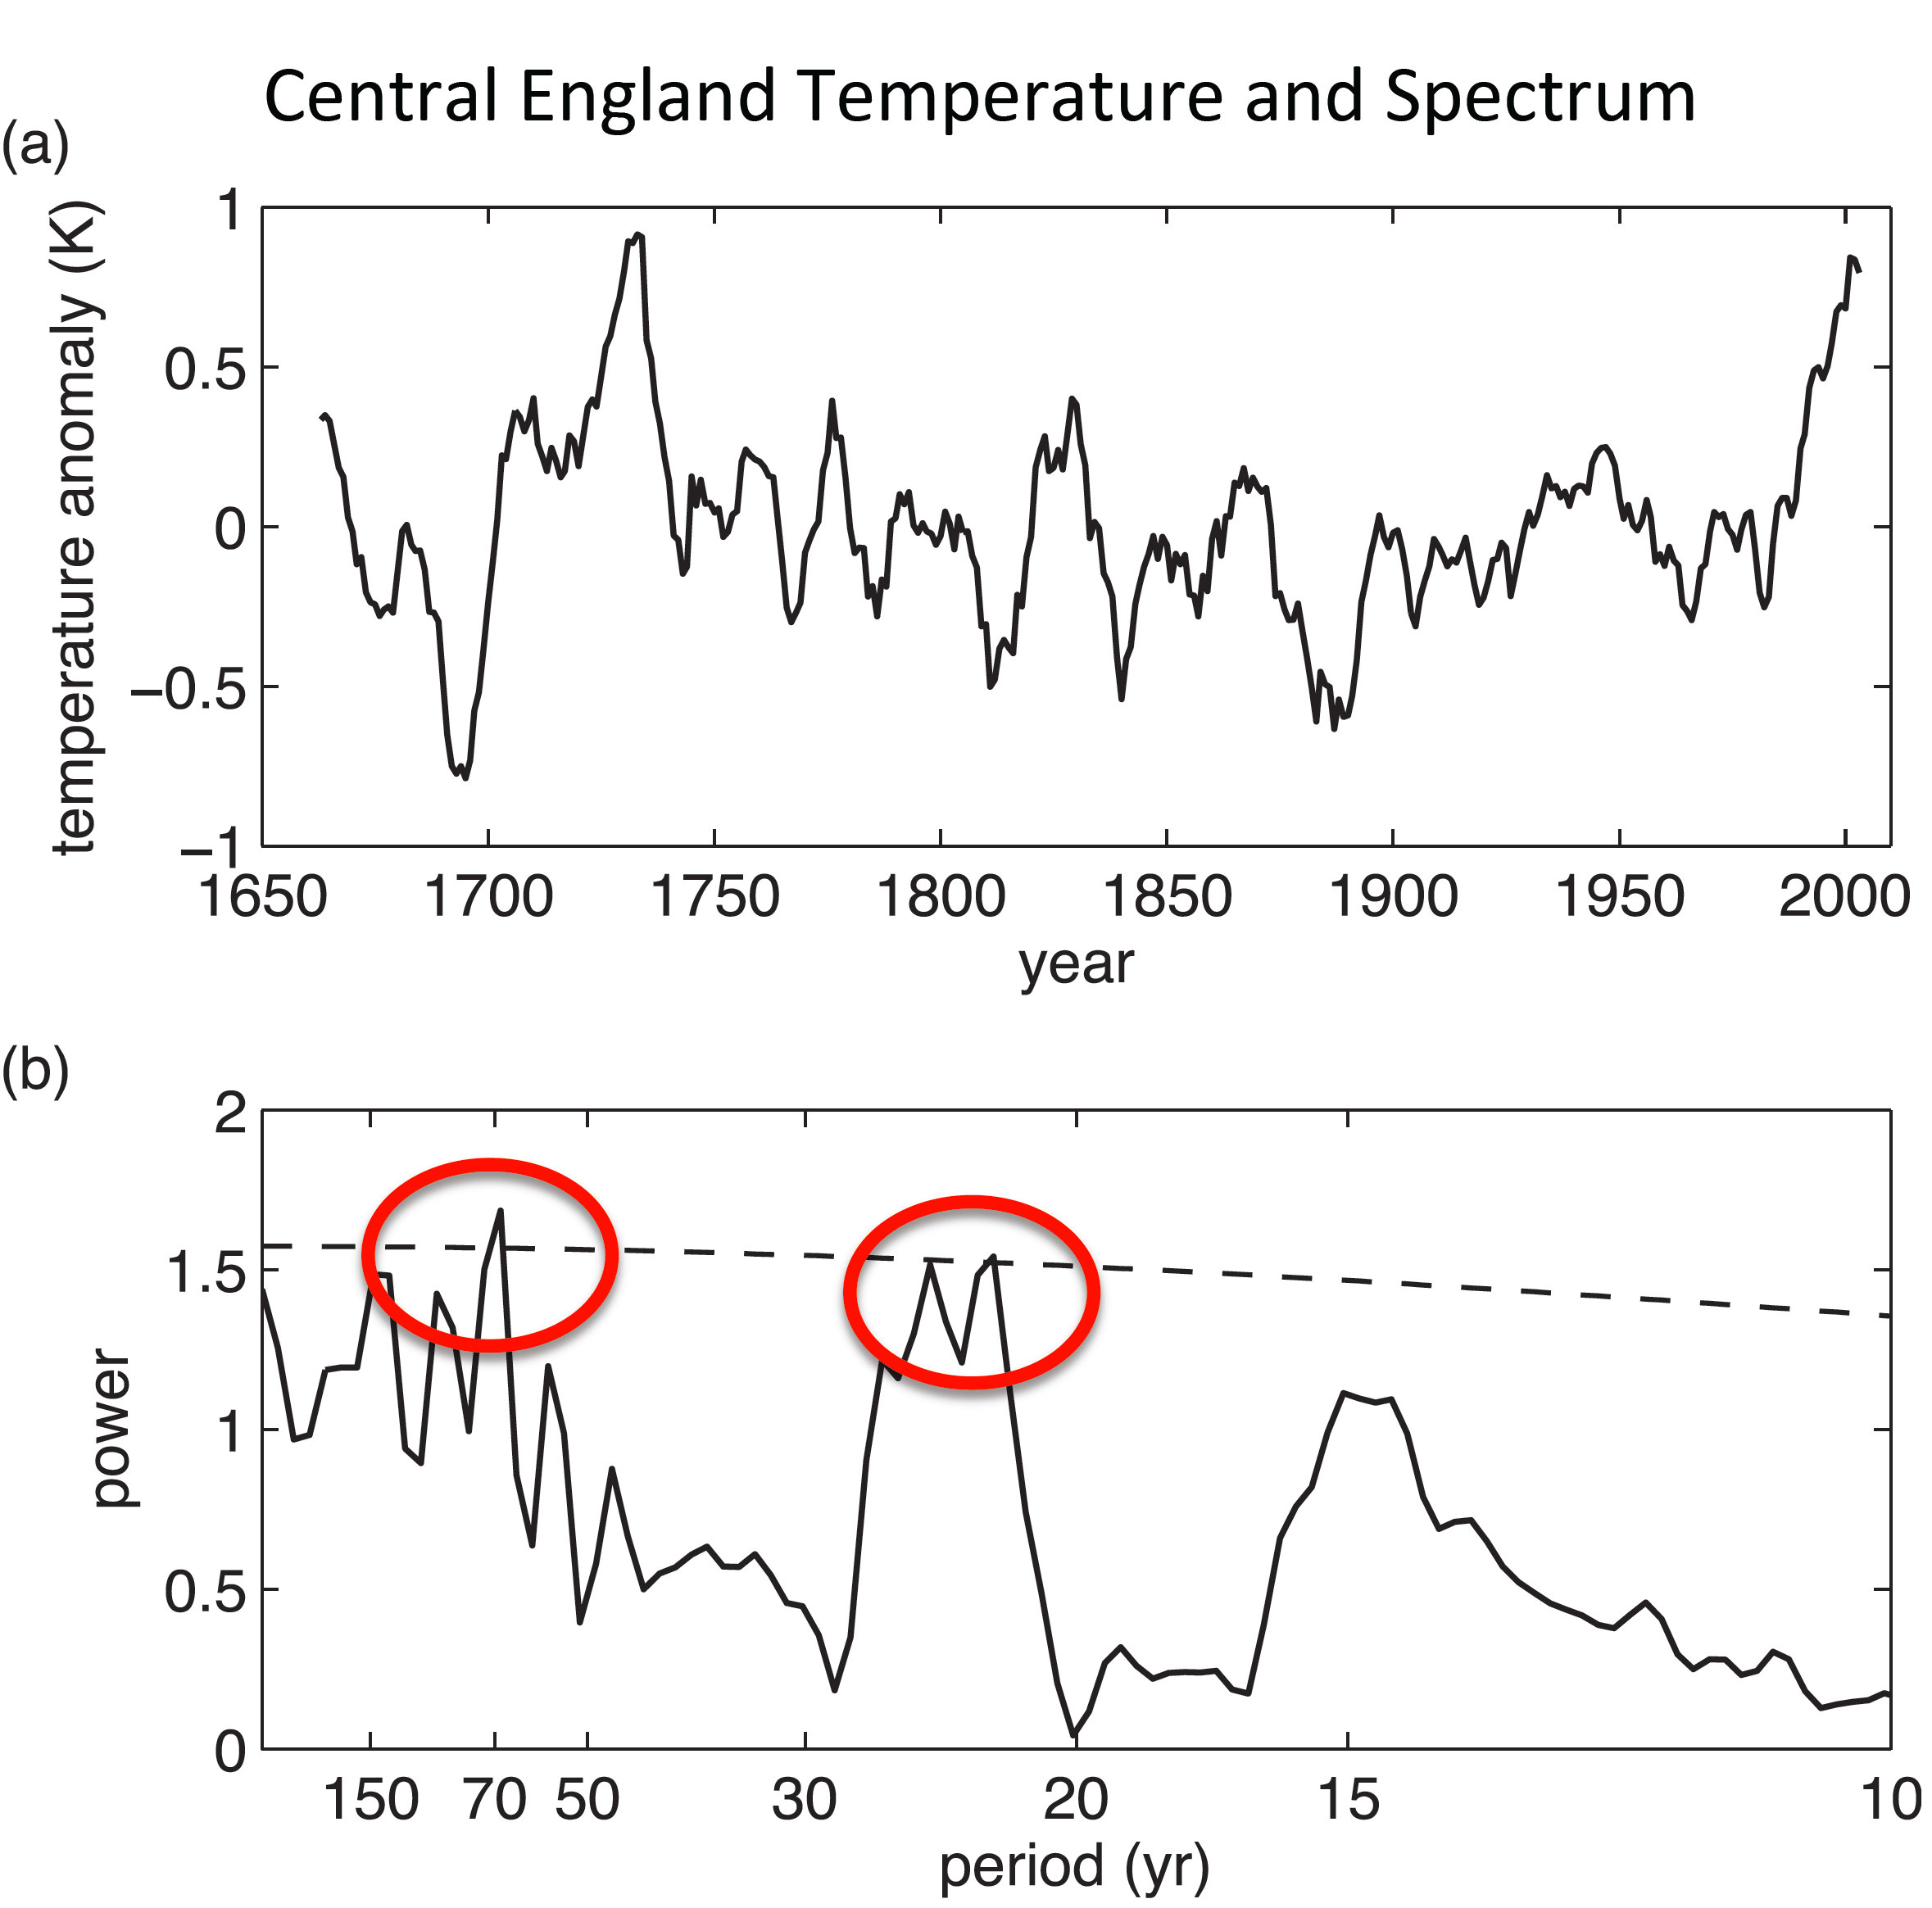 Central England Temperature and Spectrum
(a)
temperature anomaly (K)
1
0.5
0
−0.5
−1
1650 1700 1750 1800 1850 1900 1950 2000
year
(b)
power
2
1.5
1
0.5
0
150 70 50 30 20 15 10
period (yr)